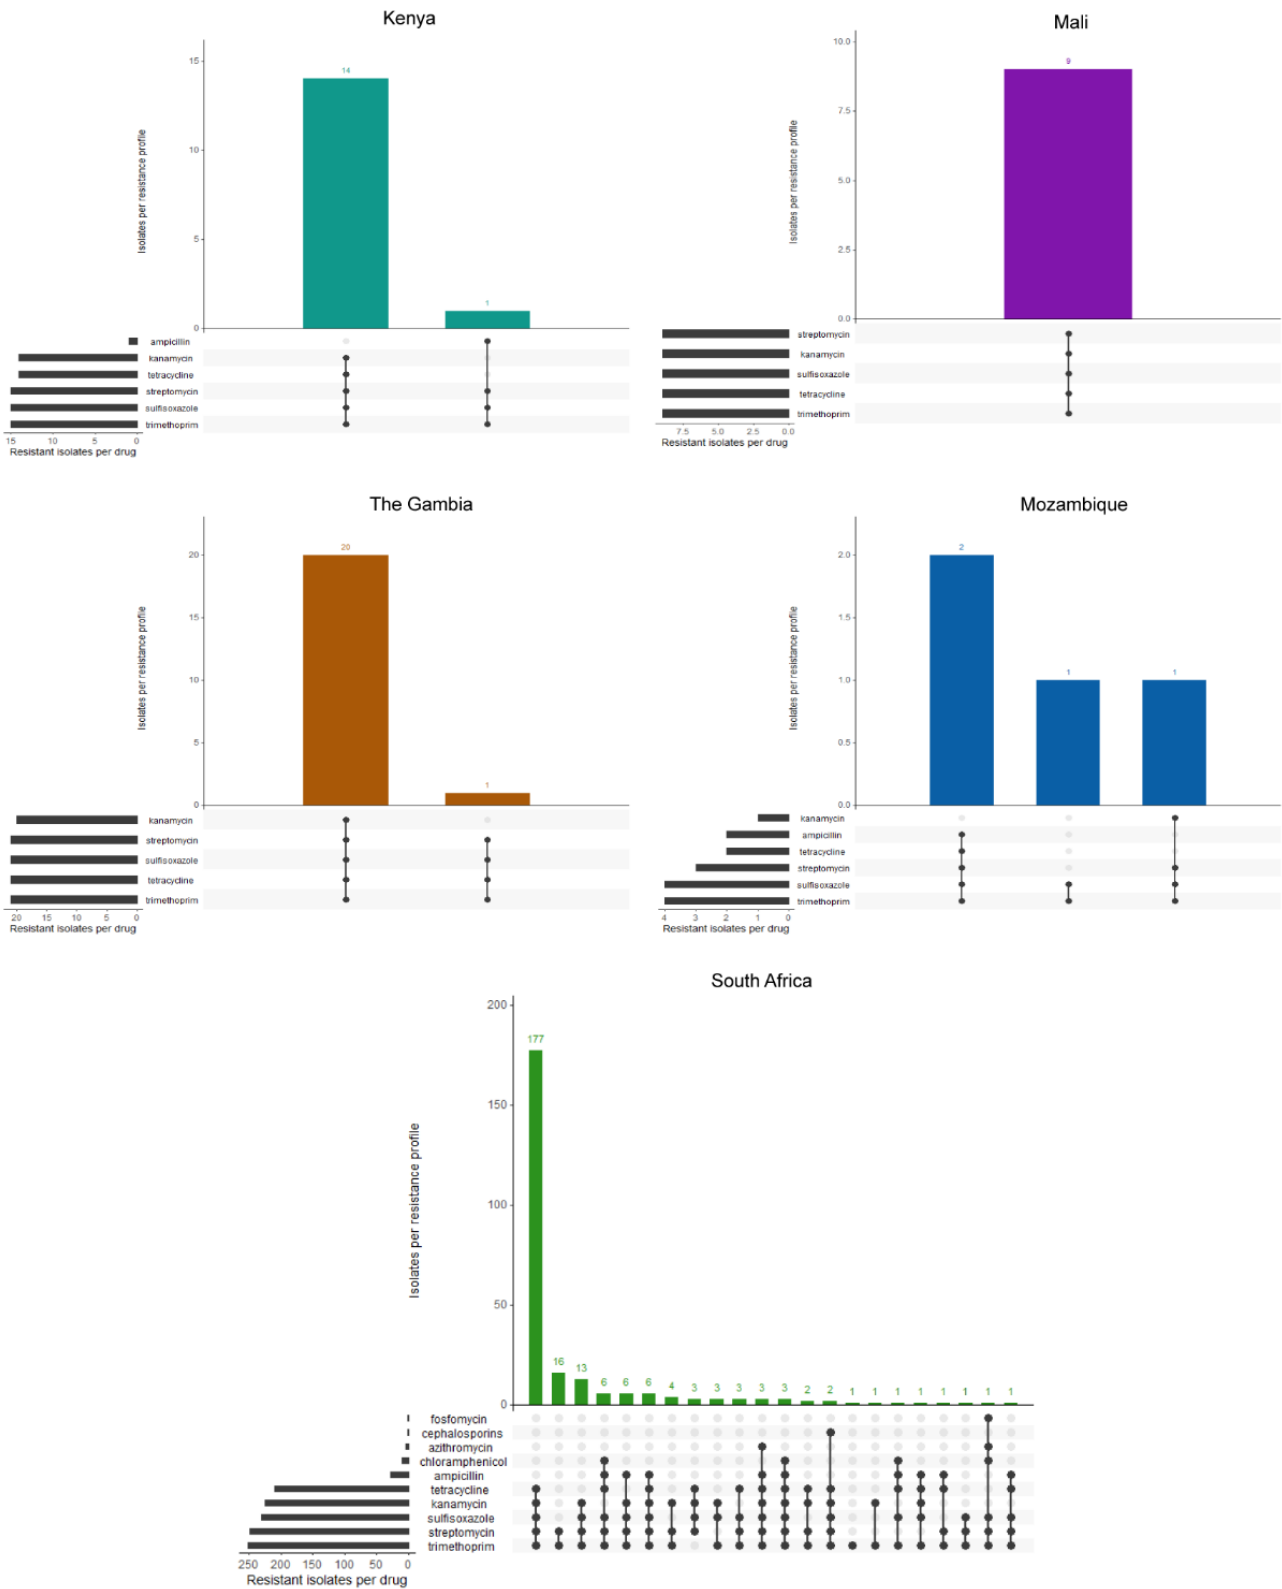 Kenya
15
10
5
0
14
1
Isolates per resistance profile
ampicillin
kanamycin
tetracycline
streptomycin
sulfisoxazole
trimethoprim
15 10 5 0
Resistant isolates per drug
Mali
10.0
7.5
5.0
2.5
0.0
9
Isolates per resistance profile
streptomycin
kanamycin
sulfisoxazole
tetracycline
trimethoprim
7.5 5.0 2.5 0.0
Resistant isolates per drug
The Gambia
20
15
10
5
0
20
1
Isolates per resistance profile
kanamycin
streptomycin
sulfisoxazole
tetracycline
trimethoprim
20 15 10 5 0
Resistant isolates per drug
Mozambique
2.0
1.5
1.0
0.5
0.0
2
1
1
Isolates per resistance profile
kanamycin
ampicillin
tetracycline
streptomycin
sulfisoxazole
trimethoprim
4 3 2 1 0
Resistant isolates per drug
South Africa
200
150
100
50
0
177 16 13 6 6 6 4 3 3 3 3 3 2 2 1 1 1 1 1 1 1 1
Isolates per resistance profile
fosfomycin
cephalosporins
azithromycin
chloramphenicol
ampicillin
tetracycline
kanamycin
sulfisoxazole
streptomycin
trimethoprim
250 200 150 100 50 0
Resistant isolates per drug